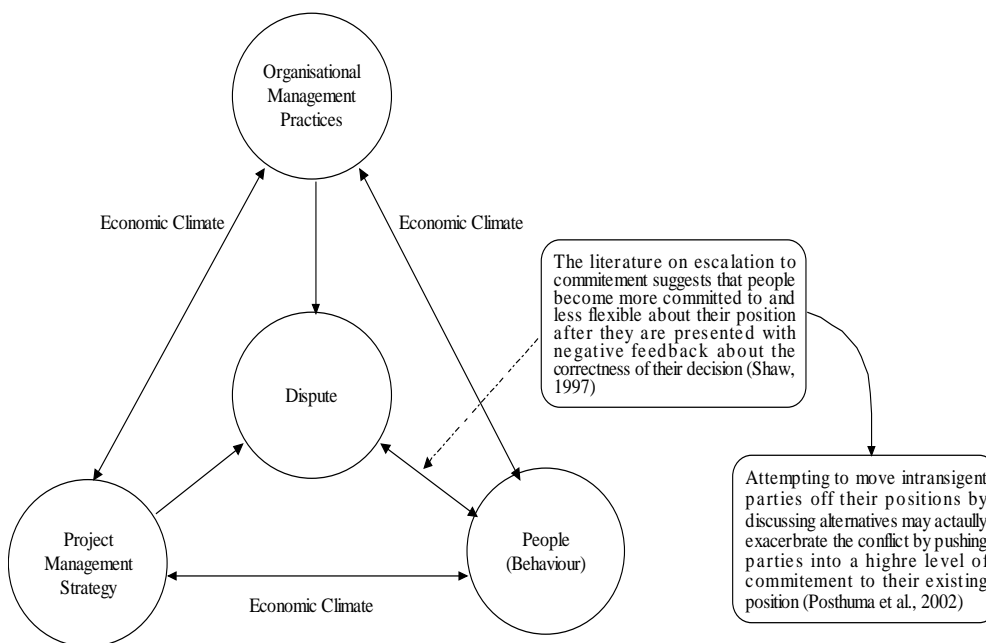 Organisational
Management
Practices
Economic Climate
Economic Climate
The literature on escalation to
commitement suggests that people
become more committed to and
less flexible about their position
after they are presented with
negative feedback about the
correctness of their decision (Shaw,
1997)
Dispute
Attempting to move intransigent
parties off their positions by
discussing alternatives may actaully
exacerbrate the conflict by pushing
parties into a highre level of
commitement to their existing
position (Posthuma et al., 2002)
Project
Management
Strategy
People
(Behaviour)
Economic Climate